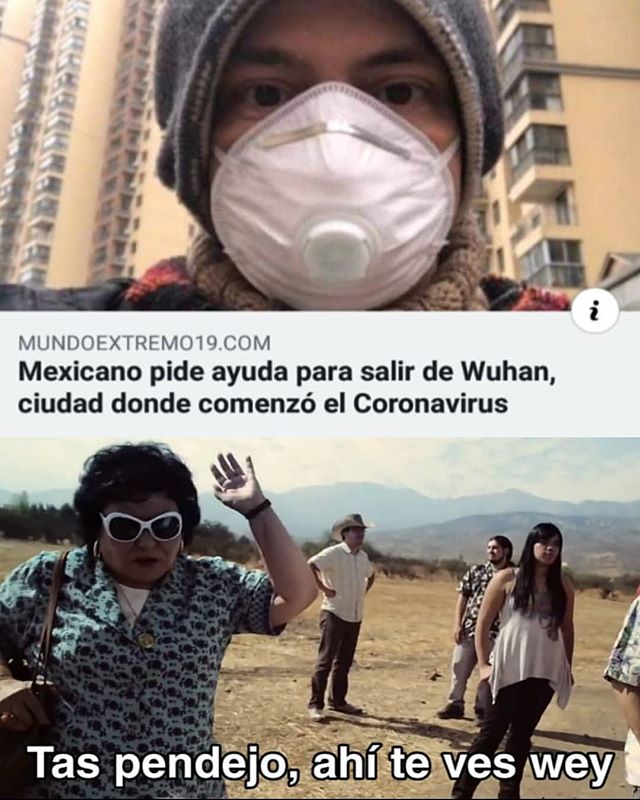 i
MUNDOEXTREMO19.COM
Mexicano pide ayuda para salir de Wuhan,
ciudad donde comenzó el Coronavirus
Tas pendejo, ahí te ves wey